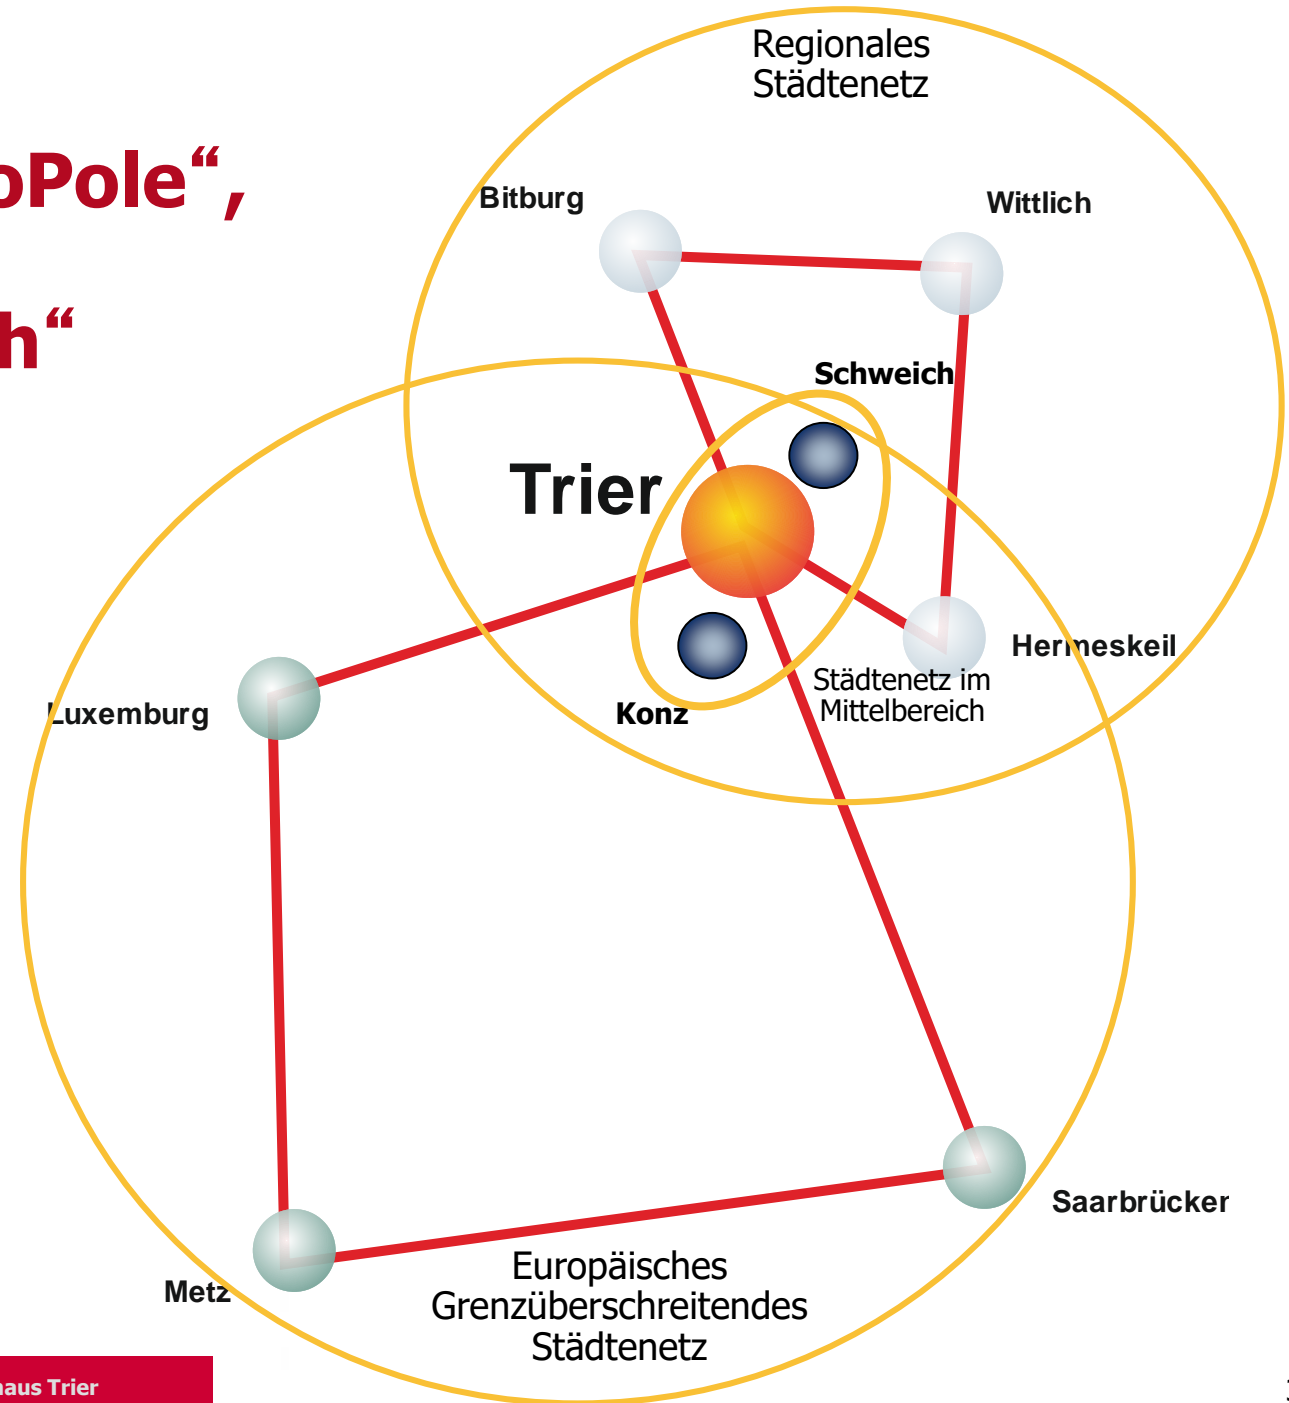 Regionales
Städtenetz
oPole“,
Bitburg
Wittlich
h“
Schweich
Trier
Hermeskeil
Städtenetz im
Mittelbereich
Luxemburg
Konz
Saarbrücken
Metz
Europäisches
Grenzüberschreitendes
Städtenetz
haus Trier